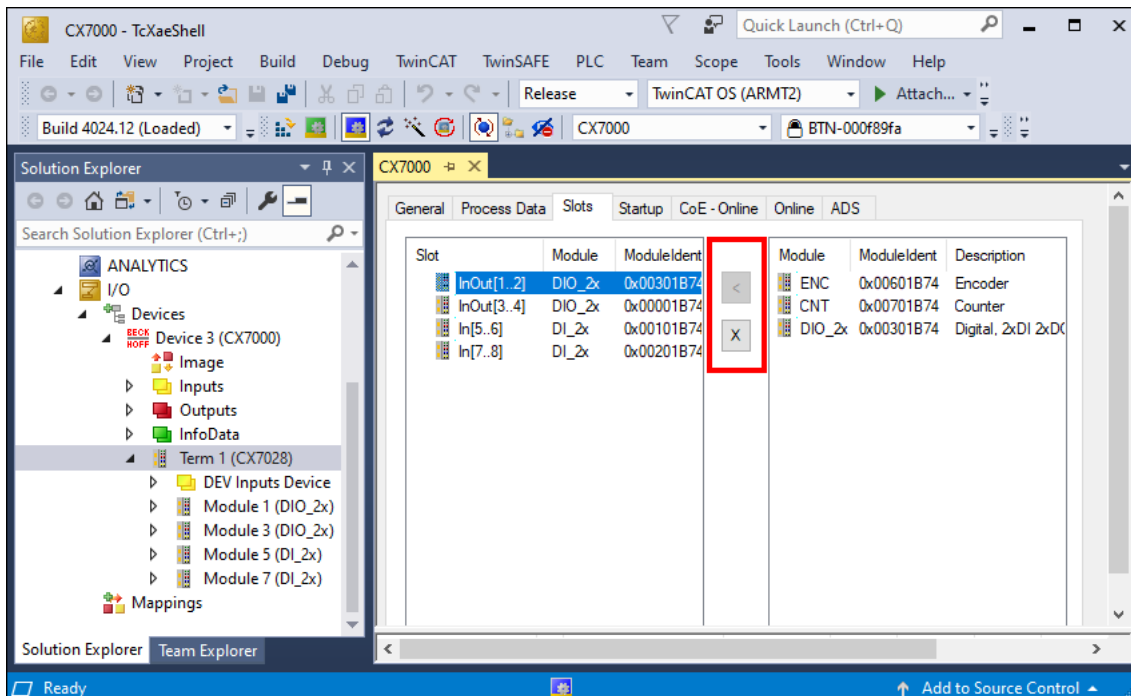 CX7000 - TcXaeShell
Quick Launch (Ctrl+Q)
File Edit View Project Build Debug TwinCAT TwinSAFE PLC Team Scope Tools Window Help
Release TwinCAT OS (ARMT2) Attach...
Build 4024.12 (Loaded) CX7000 BTN-000f89fa
Solution Explorer
Search Solution Explorer (Ctrl+;)
ANALYTICS
I/O
Devices
BECK
HOFF
Device 3 (CX7000)
Image
Inputs
Outputs
InfoData
Term 1 (CX7028)
DEV Inputs Device
Module 1 (DIO_2x)
Module 3 (DIO_2x)
Module 5 (DI_2x)
Module 7 (DI_2x)
Mappings
Solution Explorer Team Explorer
CX7000
General Process Data Slots Startup CoE - Online Online ADS
Slot Module ModuleIdent
InOut[1..2] DIO_2x 0x00301B74
InOut[3..4] DIO_2x 0x00001B74
In[5..6] DI_2x 0x00101B74
In[7..8] DI_2x 0x00201B74
<
X
Module ModuleIdent Description
ENC 0x00601B74 Encoder
CNT 0x00701B74 Counter
DIO_2x 0x00301B74 Digital, 2xDI 2xD
Ready Add to Source Control